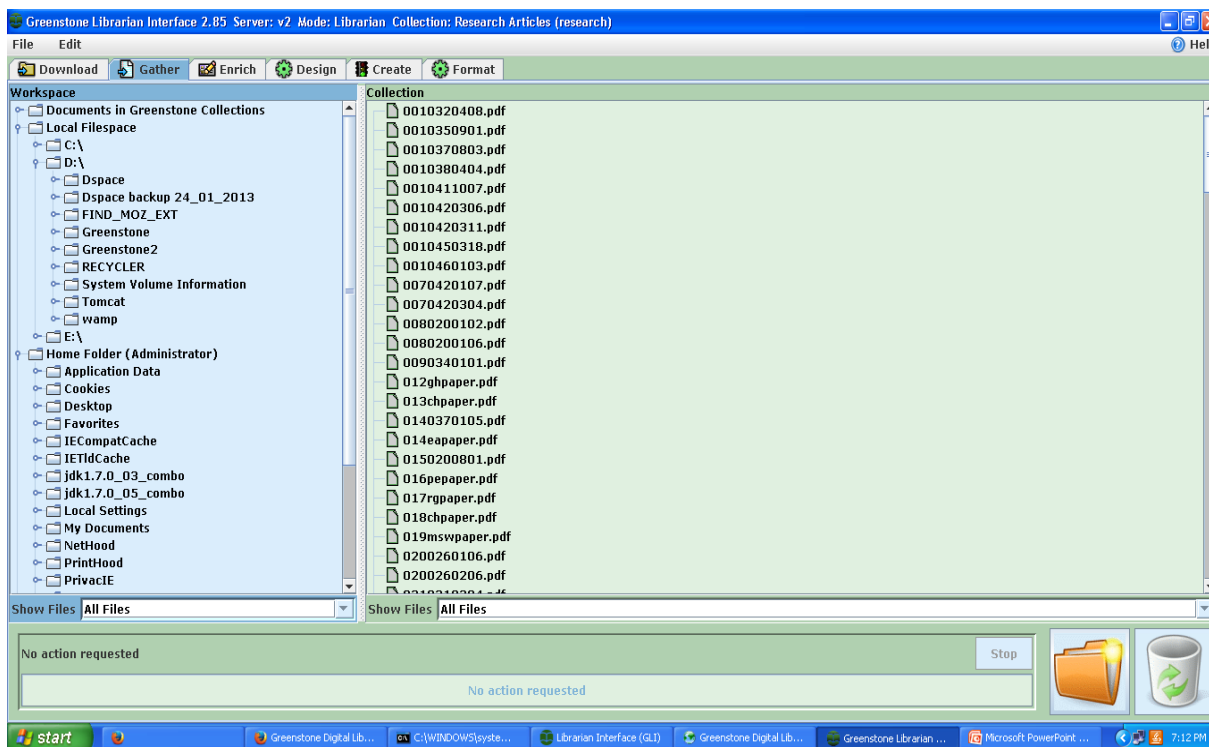 Greenstone Librarian Interface 2.85 Server: v2 Mode: Librarian Collection: Research Articles (research)
File Edit Hel
Download Gather Enrich Design Create Format
Workspace
Documents in Greenstone Collections
Local Filespace
C:\
D:\
Dspace
Dspace backup 24_01_2013
FIND_MOZ_EXT
Greenstone
Greenstone2
RECYCLER
System Volume Information
Tomcat
wamp
E:\
Home Folder (Administrator)
Application Data
Cookies
Desktop
Favorites
IECompatCache
IETldCache
jdk1.7.0_03_combo
jdk1.7.0_05_combo
Local Settings
My Documents
NetHood
PrintHood
PrivacIE
Show Files All Files
Collection
0010320408.pdf
0010350901.pdf
0010370803.pdf
0010380404.pdf
0010411007.pdf
0010420306.pdf
0010420311.pdf
0010450318.pdf
0010460103.pdf
0070420107.pdf
0070420304.pdf
0080200102.pdf
0080200106.pdf
0090340101.pdf
012ghpaper.pdf
013chpaper.pdf
0140370105.pdf
014eapaper.pdf
0150200801.pdf
016pepaper.pdf
017rgpaper.pdf
018chpaper.pdf
019mswpaper.pdf
0200260106.pdf
0200260206.pdf
Show Files All Files
No action requested Stop
No action requested
start Greenstone Digital Lib... C:\WINDOWS\syste... Librarian Interface (GLI) Greenstone Digital Lib... Greenstone Librarian ... Microsoft PowerPoint ... 7:12 PM